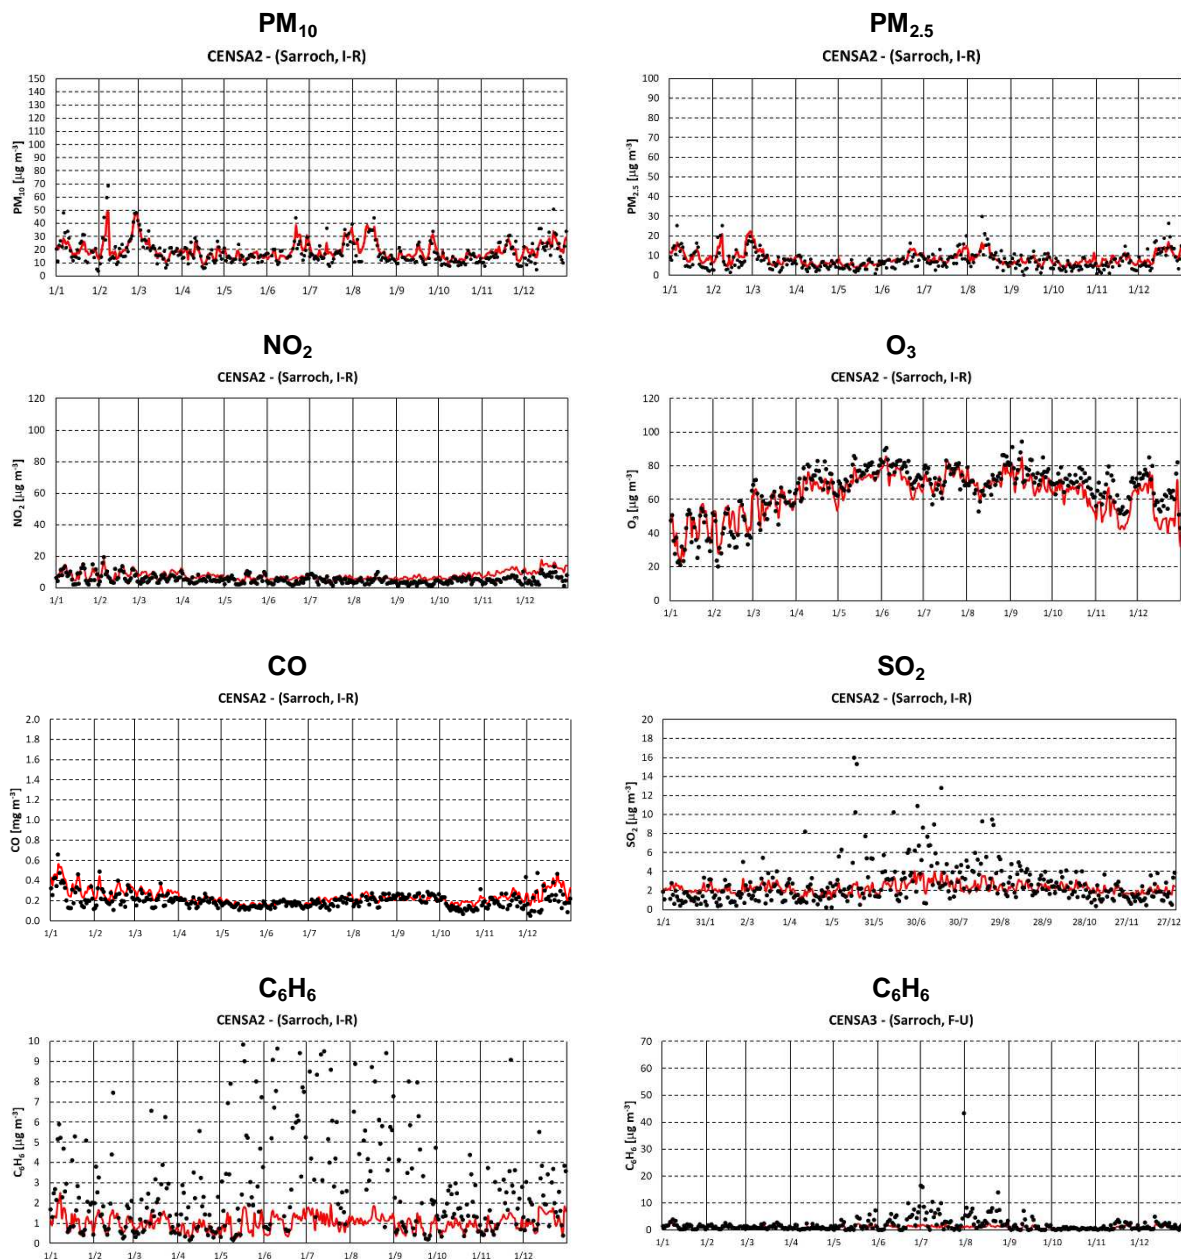 PM₁₀
CENSA2 - (Sarroch, I-R)
150
140
130
120
110
100
90
80
70
60
50
40
30
20
10
0
PM₁₀ [µg m⁻³]
1/1 1/2 1/3 1/4 1/5 1/6 1/7 1/8 1/9 1/10 1/11 1/12
PM₂.₅
CENSA2 - (Sarroch, I-R)
100
90
80
70
60
50
40
30
20
10
0
PM₂.₅ [µg m⁻³]
1/1 1/2 1/3 1/4 1/5 1/6 1/7 1/8 1/9 1/10 1/11 1/12
NO₂
CENSA2 - (Sarroch, I-R)
120
100
80
60
40
20
0
NO₂ [µg m⁻³]
1/1 1/2 1/3 1/4 1/5 1/6 1/7 1/8 1/9 1/10 1/11 1/12
O₃
CENSA2 - (Sarroch, I-R)
120
100
80
60
40
20
0
O₃ [µg m⁻³]
1/1 1/2 1/3 1/4 1/5 1/6 1/7 1/8 1/9 1/10 1/11 1/12
CO
CENSA2 - (Sarroch, I-R)
2.0
1.8
1.6
1.4
1.2
1.0
0.8
0.6
0.4
0.2
0.0
CO [mg m⁻³]
1/1 1/2 1/3 1/4 1/5 1/6 1/7 1/8 1/9 1/10 1/11 1/12
SO₂
CENSA2 - (Sarroch, I-R)
20
18
16
14
12
10
8
6
4
2
0
SO₂ [µg m⁻³]
1/1 31/1 2/3 1/4 1/5 31/5 30/6 30/7 29/8 28/9 28/10 27/11 27/12
C₆H₆
CENSA2 - (Sarroch, I-R)
10
9
8
7
6
5
4
3
2
1
0
C₆H₆ [µg m⁻³]
1/1 1/2 1/3 1/4 1/5 1/6 1/7 1/8 1/9 1/10 1/11 1/12
C₆H₆
CENSA3 - (Sarroch, F-U)
70
60
50
40
30
20
10
0
C₆H₆ [µg m⁻³]
1/1 1/2 1/3 1/4 1/5 1/6 1/7 1/8 1/9 1/10 1/11 1/12